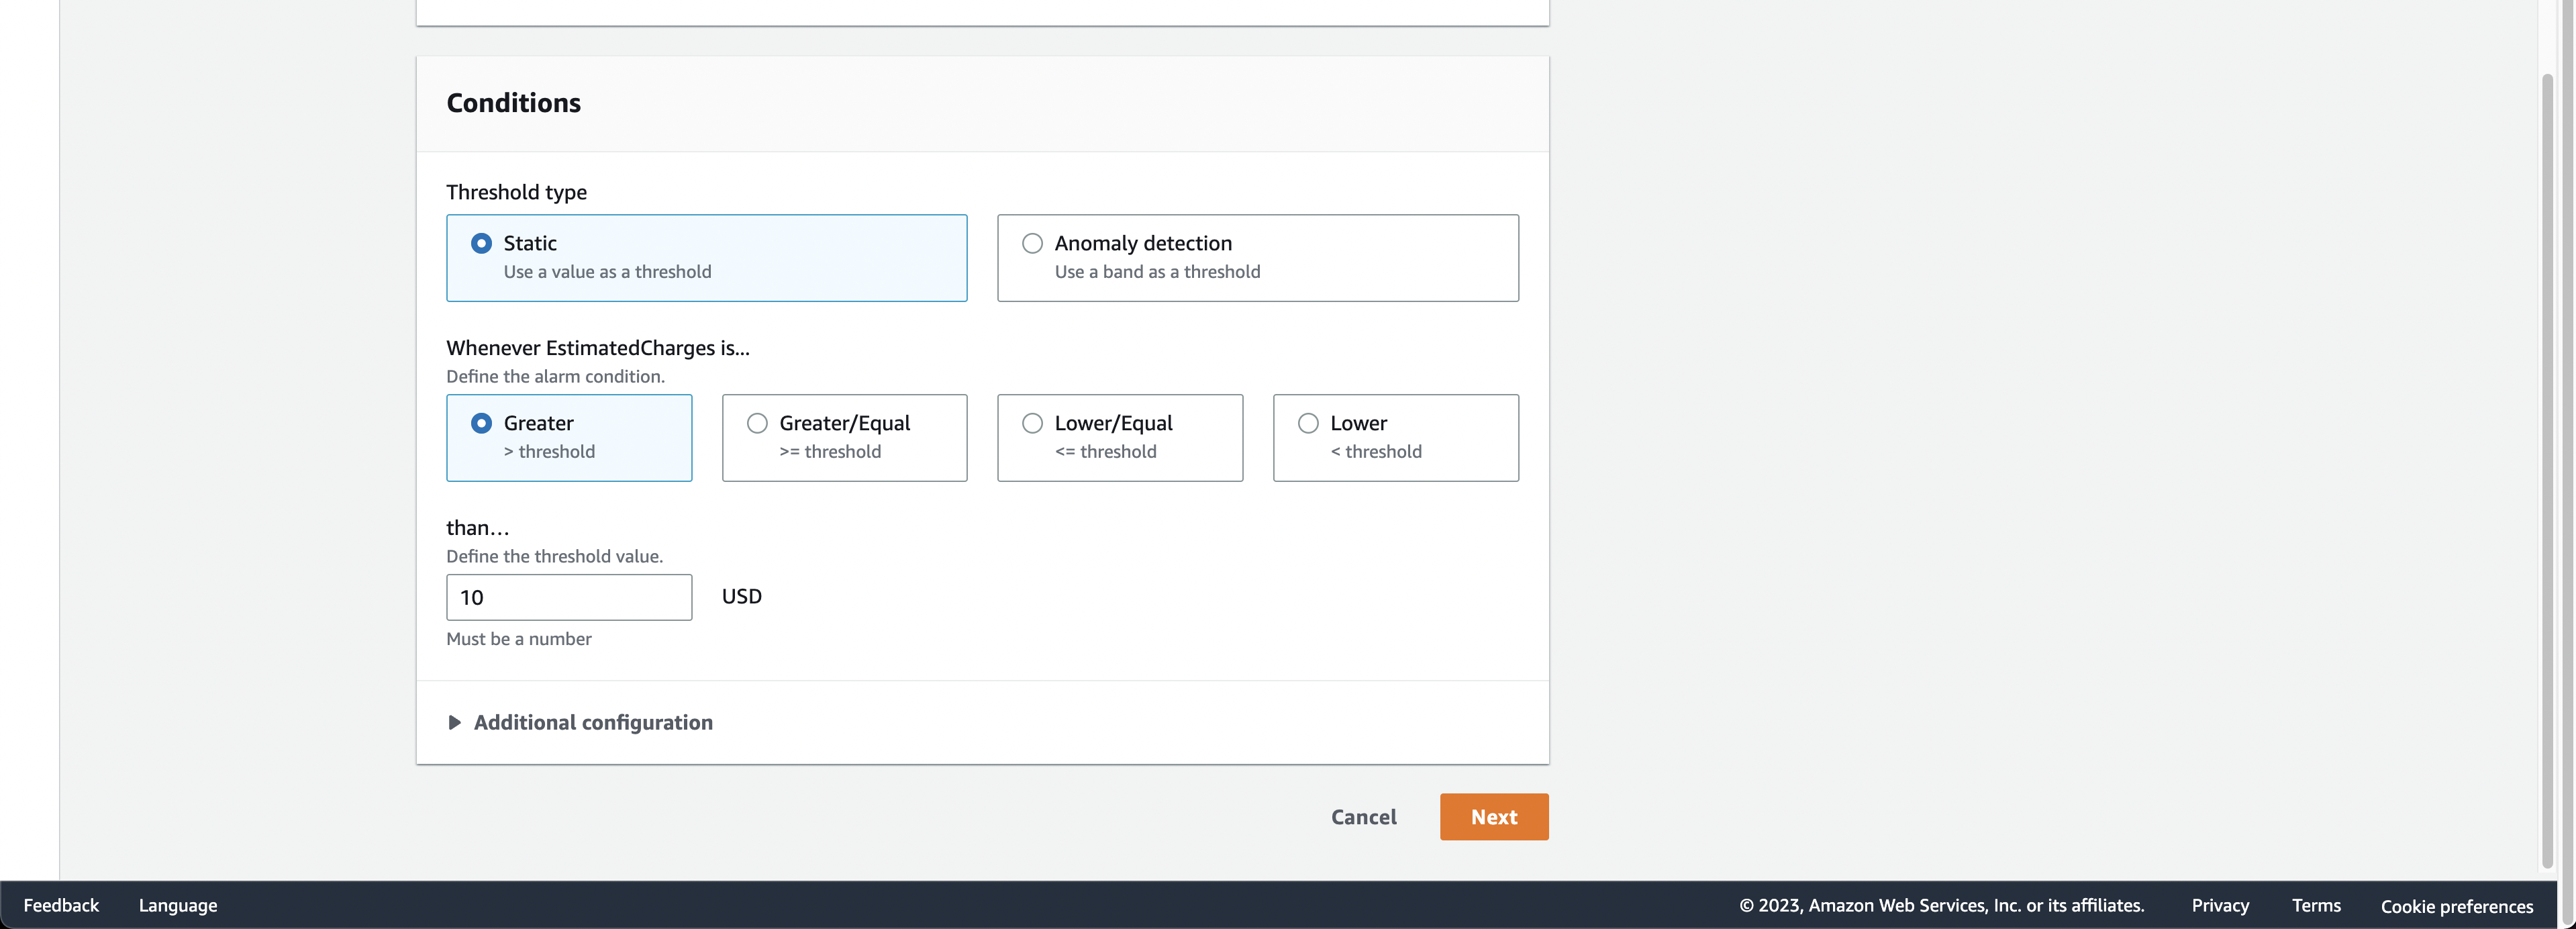 Conditions
Threshold type
Static
Use a value as a threshold
Anomaly detection
Use a band as a threshold
Whenever EstimatedCharges is...
Define the alarm condition.
Greater
> threshold
Greater/Equal
>= threshold
Lower/Equal
<= threshold
Lower
< threshold
than…
Define the threshold value.
10
USD
Must be a number
Additional configuration
Cancel
Next
Feedback
Language
© 2023, Amazon Web Services, Inc. or its affiliates.
Privacy
Terms
Cookie preferences